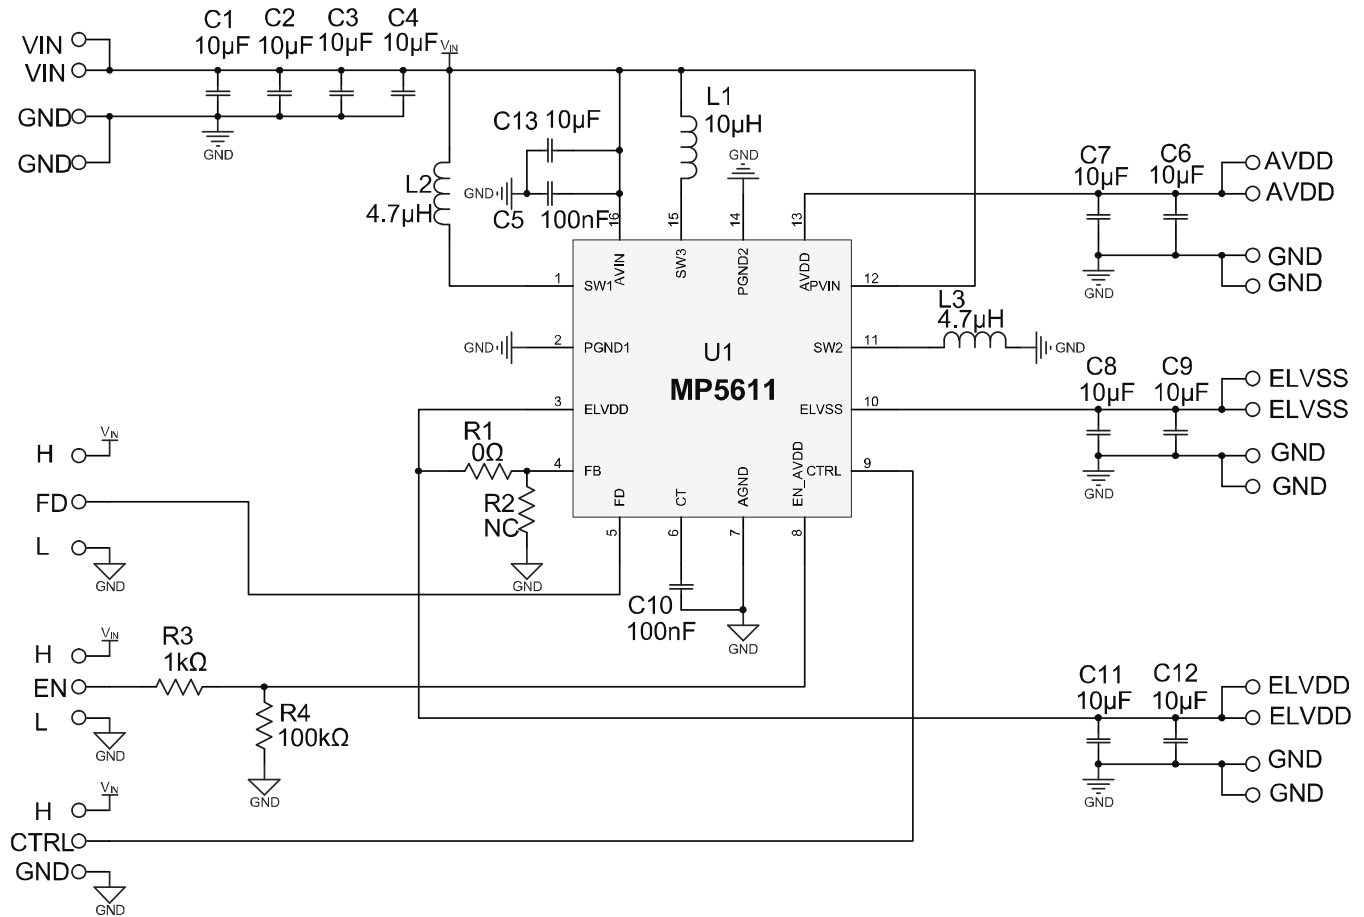 VIN
VIN
GND
GND
C1
10µF
C2
10µF
C3
10µF
C4
10µF
VIN
GND
L2
4.7µH
C13 10µF
GND
C5 100nF
L1
10µH
GND
16
15
14
13
AVIN
SW3
PGND2
AVDD
1
SW1
2
PGND1
GND
3
ELVDD
4
FB
U1
MP5611
APVIN
12
SW2
11
ELVSS
10
CTRL
9
FD
CT
AGND
EN_AVDD
5
6
7
8
L3
4.7µH
GND
C7
10µF
C6
10µF
AVDD
AVDD
GND
GND
GND
C8
10µF
C9
10µF
ELVSS
ELVSS
GND
GND
GND
R1
0Ω
R2
NC
GND
H
VIN
FD
L
GND
C10
100nF
GND
H
VIN
EN
L
GND
R3
1kΩ
R4
100kΩ
GND
C11
10µF
C12
10µF
ELVDD
ELVDD
GND
GND
GND
H
VIN
CTRL
GND
GND